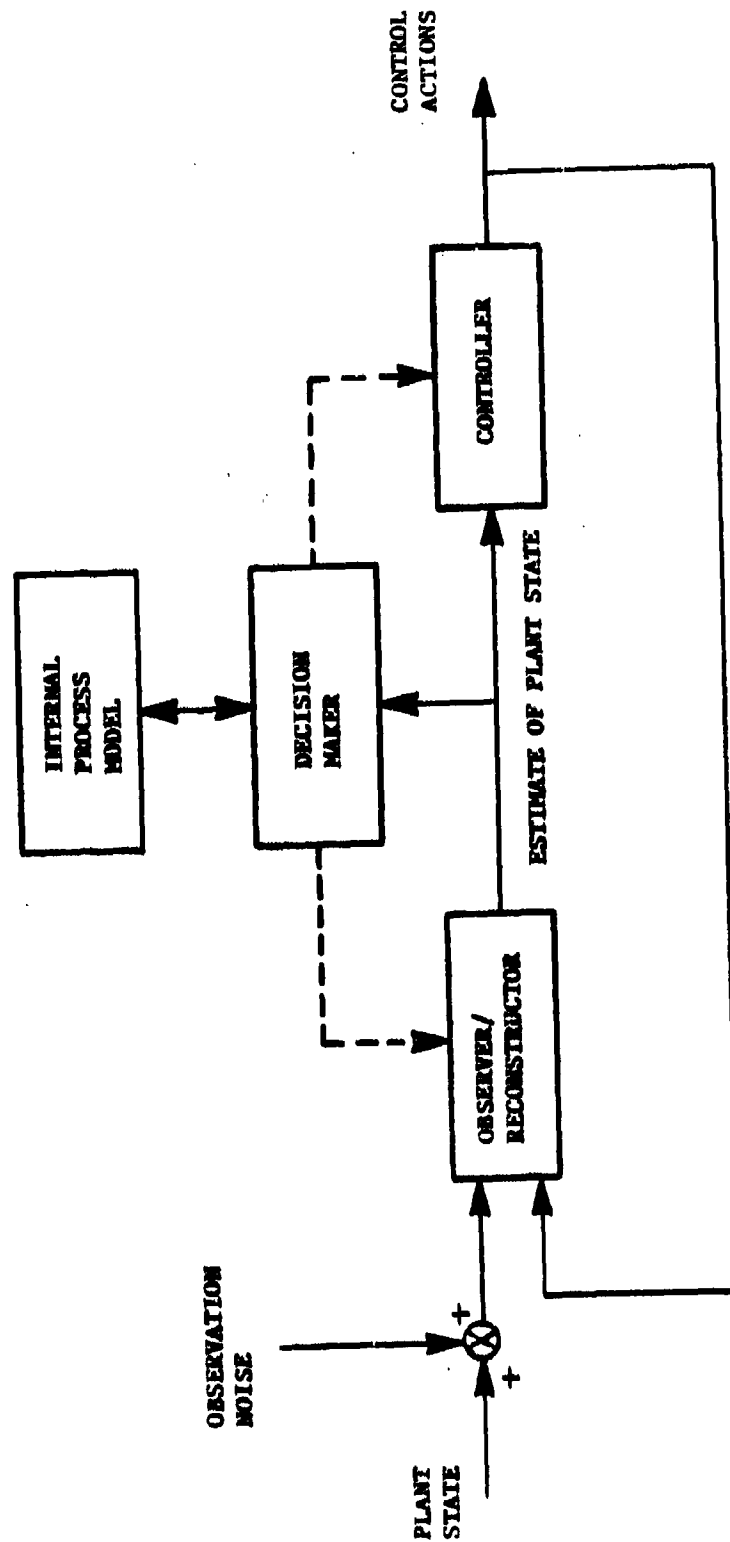 INTERNAL
PROCESS
MODEL
DECISION
MAKER
OBSERVATION
NOISE
PLANT
STATE
+
+
OBSERVER/
RECONSTRUCTOR
ESTIMATE OF PLANT STATE
CONTROLLER
CONTROL
ACTIONS